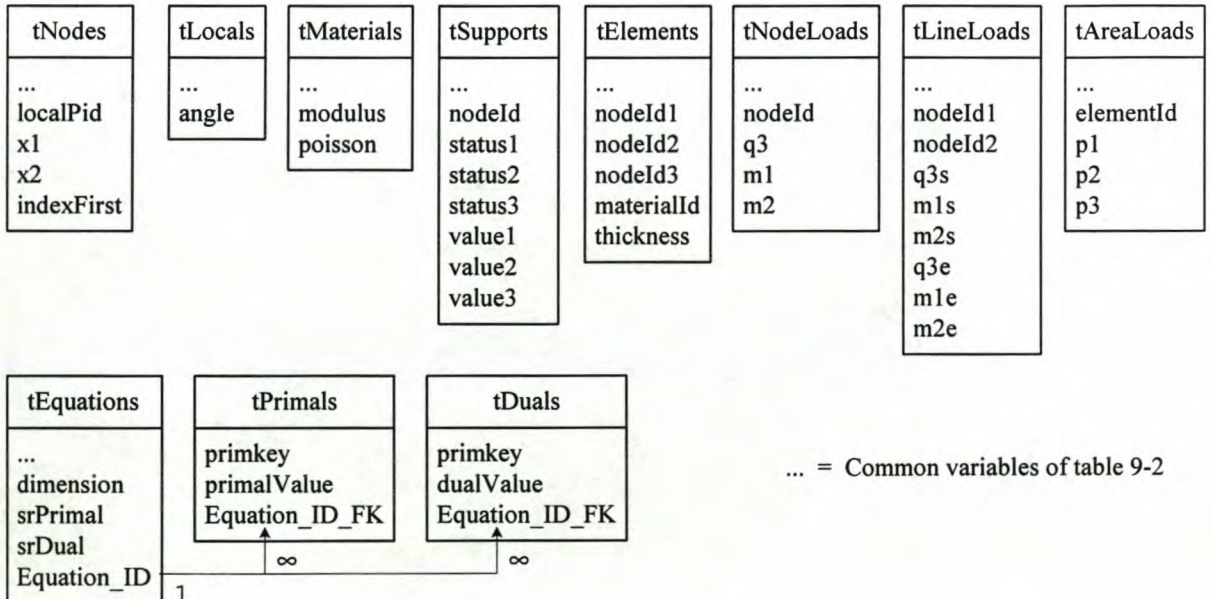 tNodes
...
localPid
x1
x2
indexFirst
tLocals
...
angle
tMaterials
...
modulus
poisson
tSupports
...
nodeId
status1
status2
status3
value1
value2
value3
tElements
...
nodeId1
nodeId2
nodeId3
materialId
thickness
tNodeLoads
...
nodeId
q3
m1
m2
tLineLoads
...
nodeId1
nodeId2
q3s
m1s
m2s
q3e
m1e
m2e
tAreaLoads
...
elementId
p1
p2
p3
tEquations
...
dimension
srPrimal
srDual
Equation_ID
1
tPrimals
primkey
primalValue
Equation_ID_FK
∞
tDuals
primkey
dualValue
Equation_ID_FK
∞
... = Common variables of table 9-2